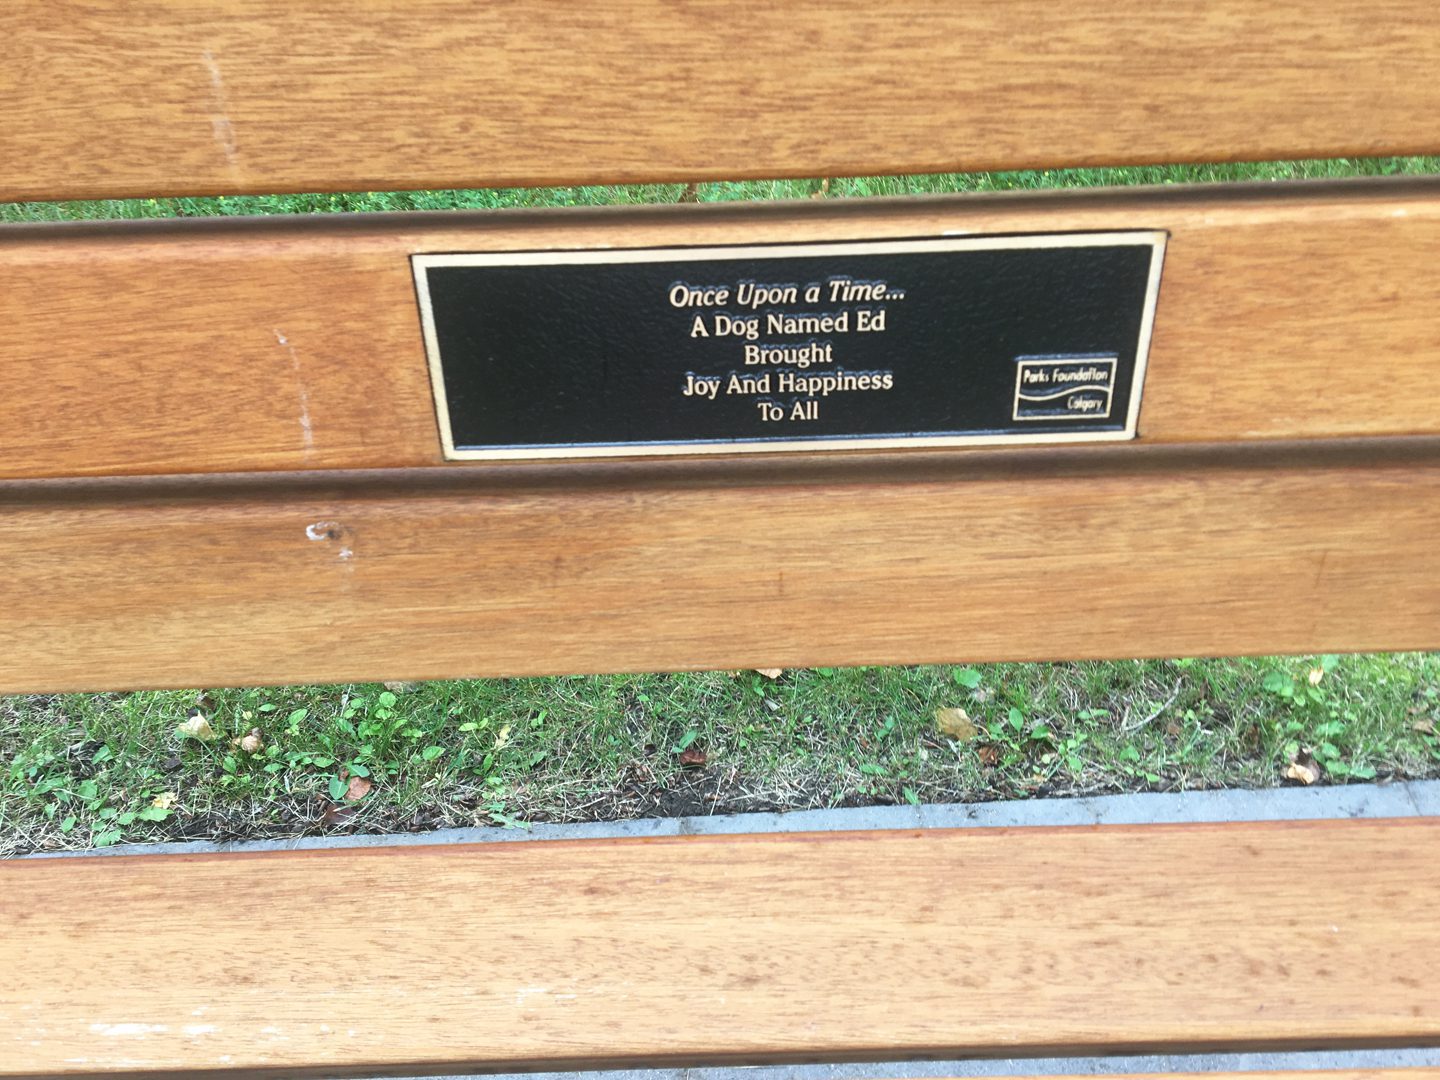 Once Upon a Time...
A Dog Named Ed
Brought
Joy And Happiness
To All
Parks Foundation
Calgary